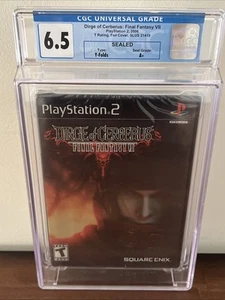 CGC UNIVERSAL GRADE
6.5
Dirge of Cerberus: Final Fantasy VII
PlayStation 2, 2006
SEALED
Y-Folds
A+
PlayStation 2
DIRGE of CERBERUS
FINAL FANTASY VII
T
SQUARE ENIX